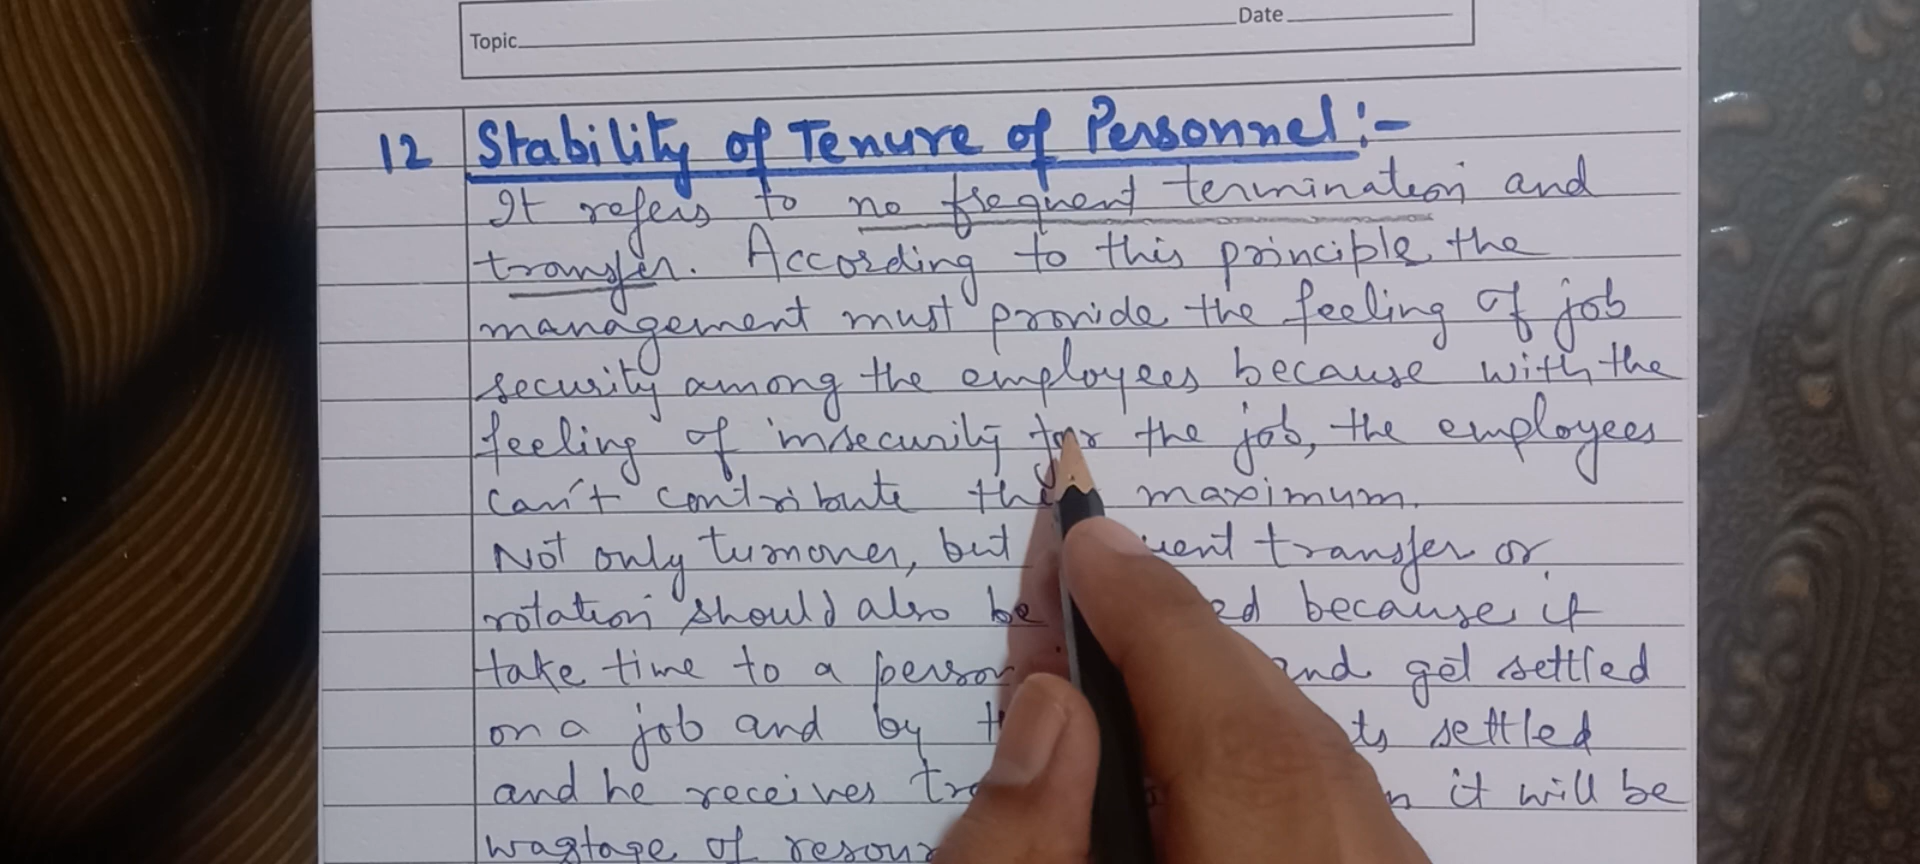 Date
Topic
12 Stability of Tenure of Personnel :-
It refers to no frequent termination and
transfer. According to this principle the
management must provide the feeling of job
security among the employees because with the
feeling of insecurity for the job, the employees
can't contribute maximum.
Not only turnover, but transfer or
rotation should also be because it
take time to a and get settled
on a job and by settled
and he receives it will be
wastage of